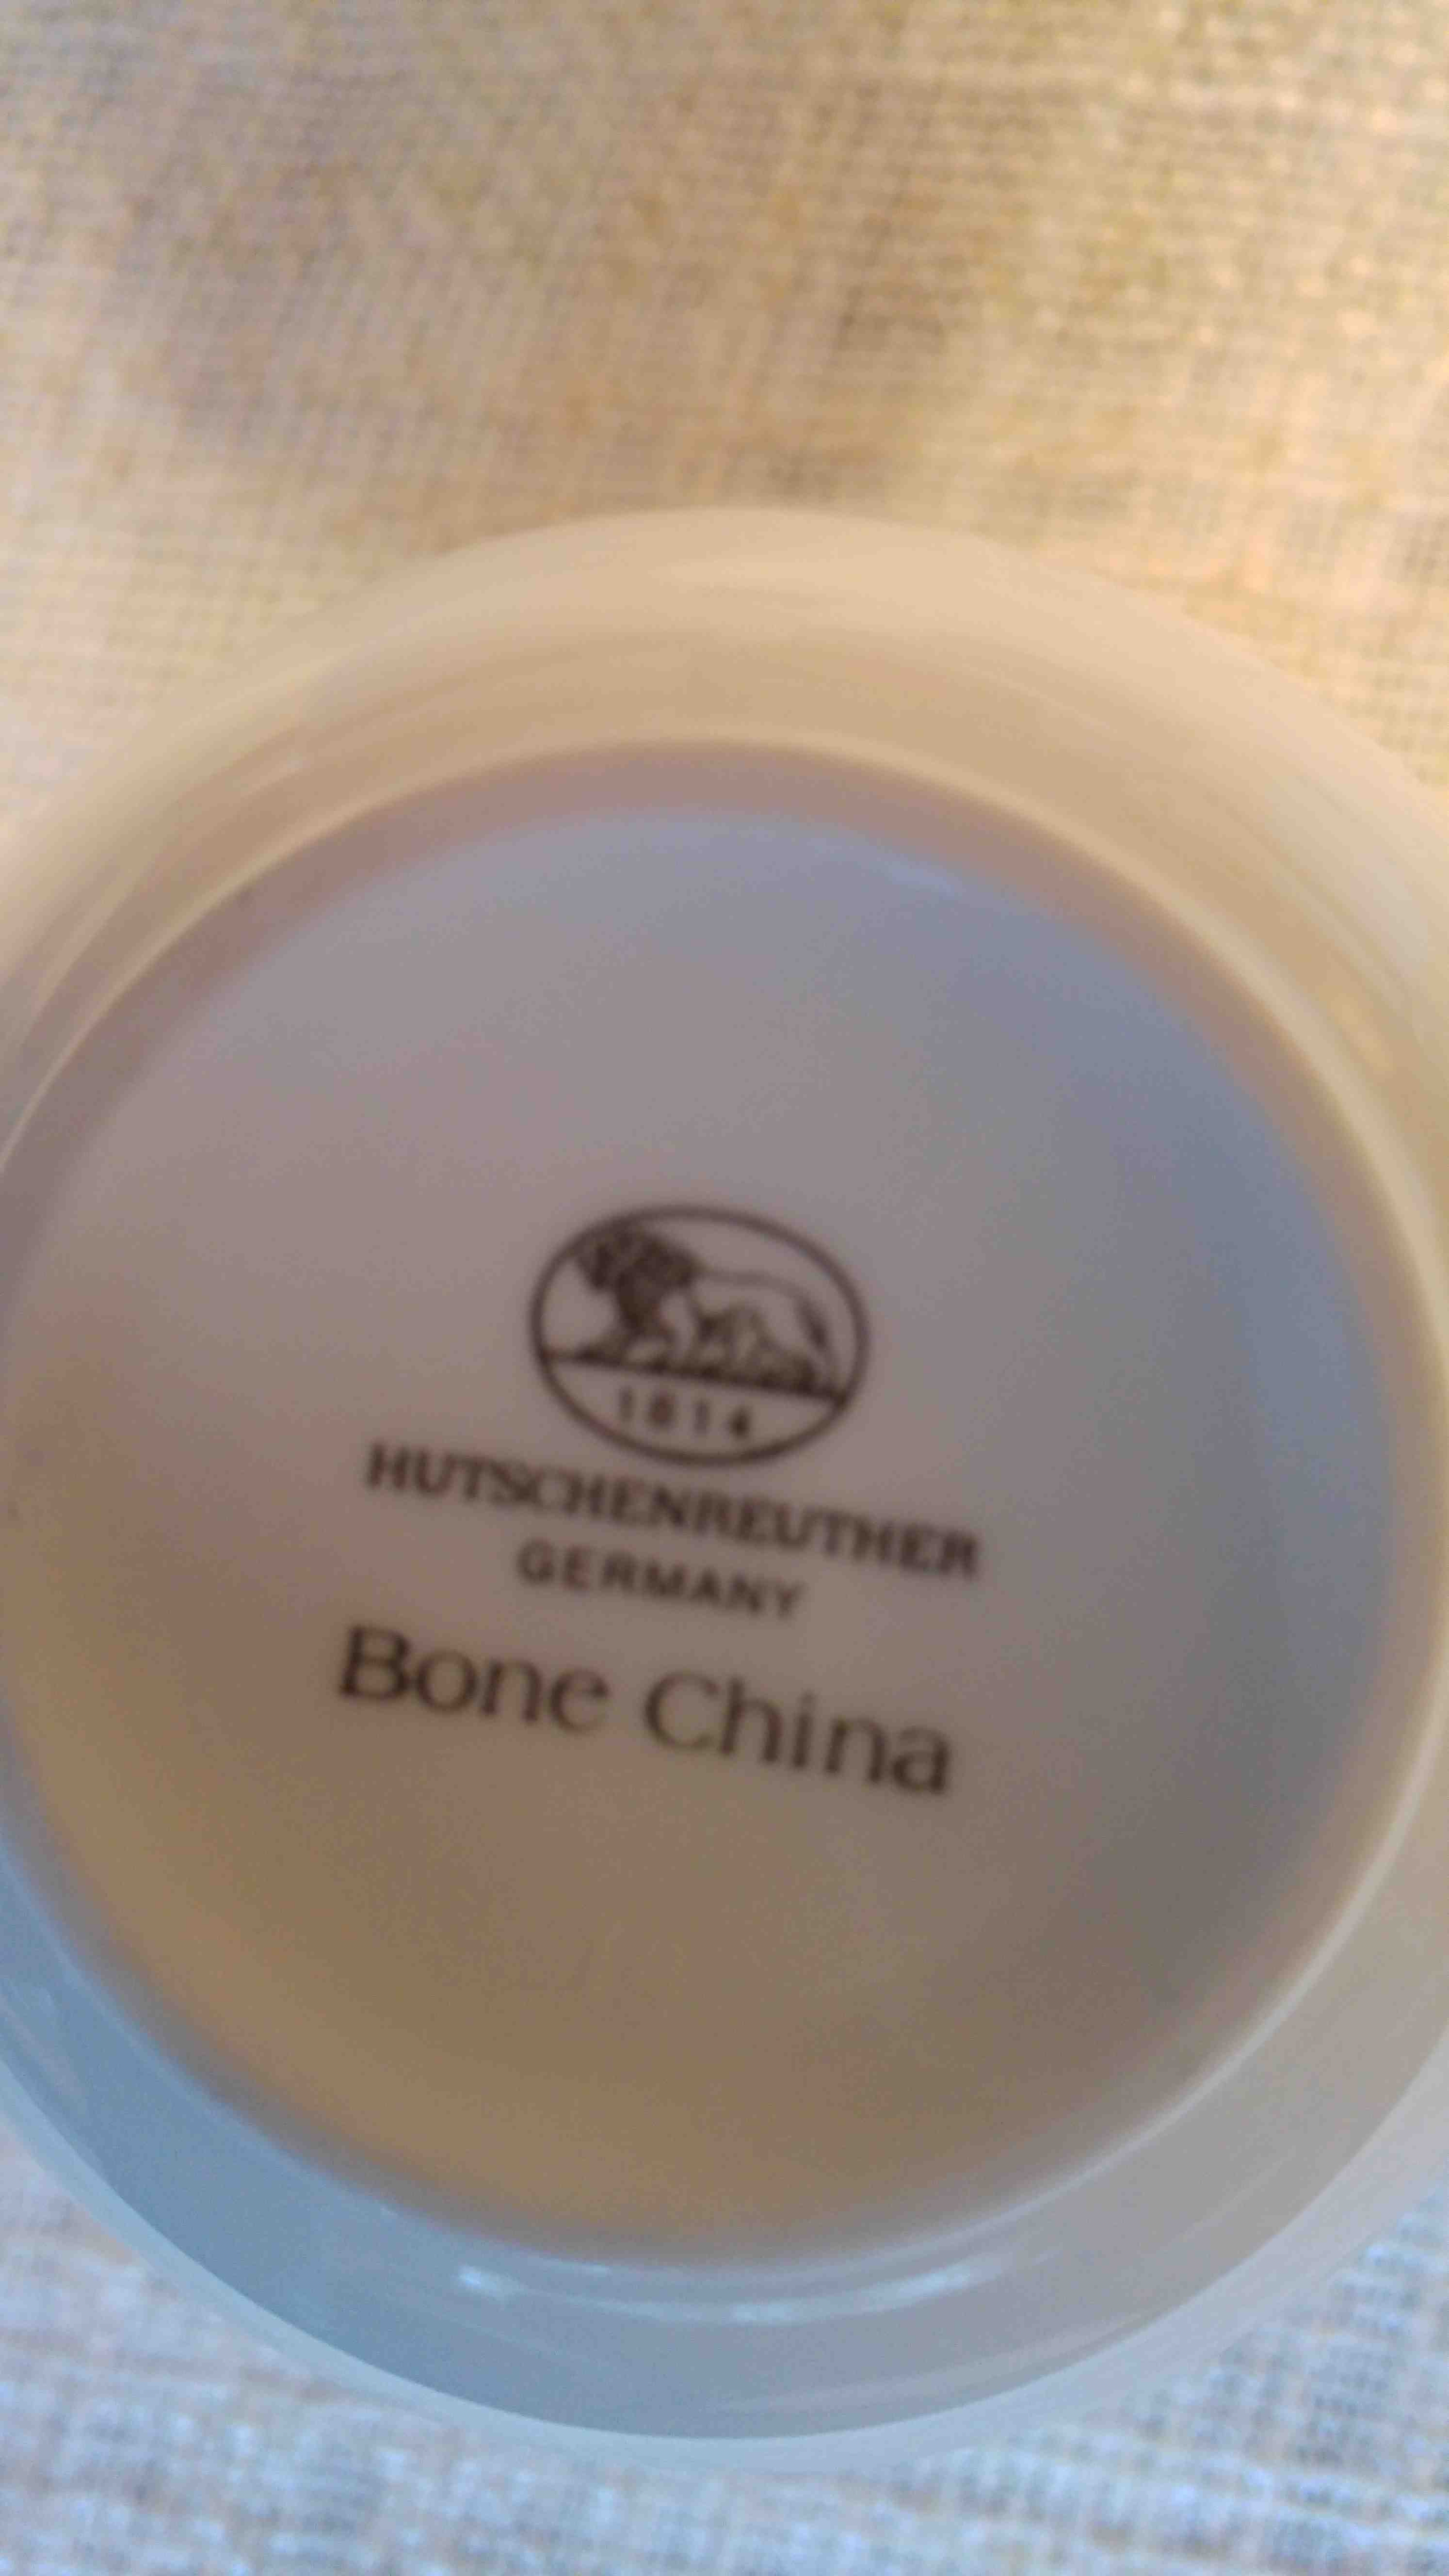 1814
HUTSCHENREUTHER
GERMANY
Bone China